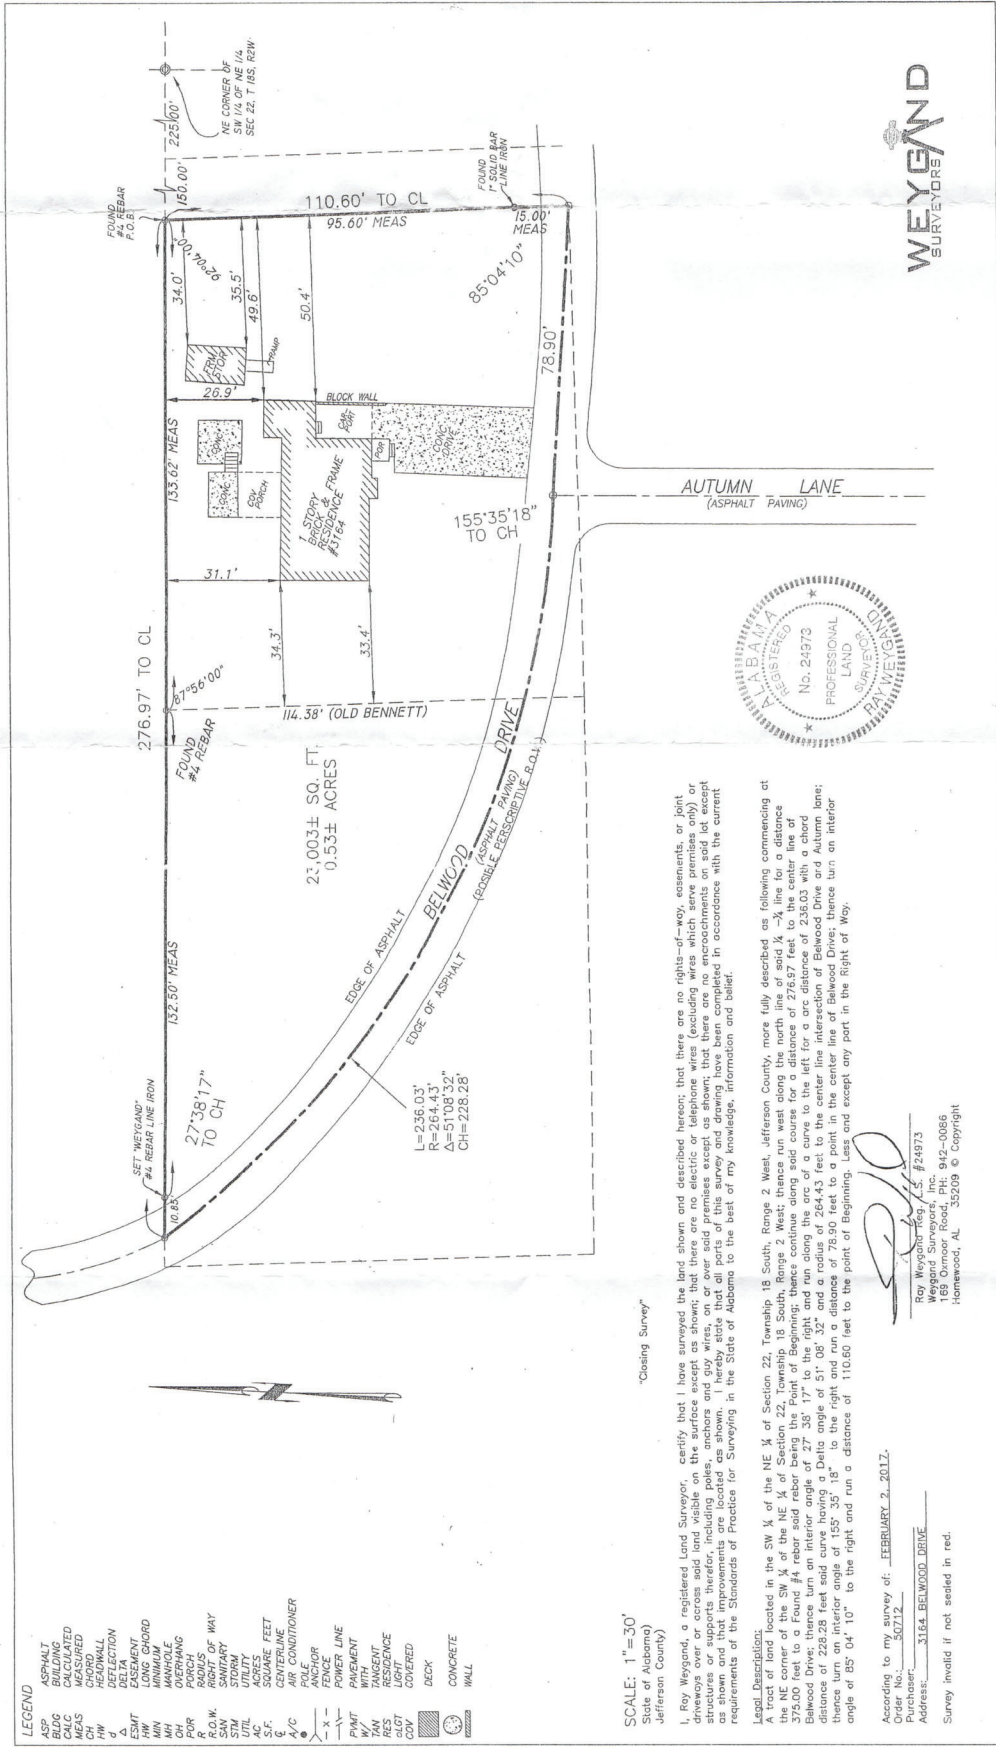 LEGEND
ASP ASPHALT
BLDG BUILDING
CALC CALCULATED
MEAS MEASURED
CH CHORD
HW HEADWALL
d DEFLECTION
Δ DELTA
ESMT EASEMENT
HW LONG CHORD
MIN MINIMUM
MH MANHOLE
OH OVERHANG
POR PORCH
R RADIUS
R.O.W. RIGHT OF WAY
SAN SANITARY
STM STORM
UTIL UTILITY
AC ACRES
S.F. SQUARE FEET
℄ CENTERLINE
A/C AIR CONDITIONER
POLE
ANCHOR
-x- FENCE
POWER LINE
PVMT PAVEMENT
W/ WITH
TAN TANGENT
RES RESIDENCE
LIGHT
COV COVERED
DECK
CONCRETE
WALL
NE CORNER OF
SW 1/4 OF NE 1/4
SEC 22, T 18S, R2W
225.00'
150.00'
FOUND
#4 REBAR
P.O.B.
92°04'00"
110.60' TO CL
95.60' MEAS
FOUND
1" SOLID BAR
LINE IRON
15.00'
MEAS
85°04'10"
78.90'
34.0'
35.5'
49.6'
50.4'
FRM
STOR
RAMP
26.9'
133.62' MEAS
CONC
CONC
COV
PORCH
BLOCK WALL
CAR-
PORT
POR
CONC
DRIVE
1 STORY
BRICK &
FRAME
RESIDENCE
#3164
31.1'
34.3'
33.4'
155°35'18"
TO CH
AUTUMN LANE
(ASPHALT PAVING)
276.97' TO CL
87°56'00"
FOUND
#4 REBAR
114.38' (OLD BENNETT)
23,003± SQ. FT.
0.53± ACRES
BELWOOD DRIVE
(ASPHALT PAVING)
(POSIBLE PERSCRIPTIVE R.O.W.)
EDGE OF ASPHALT
EDGE OF ASPHALT
132.50' MEAS
SET "WEYGAND"
#4 REBAR LINE IRON
10.85'
27°38'17"
TO CH
L=236.03'
R=264.43'
Δ=51°08'32"
CH=228.28'
WEYGAND
SURVEYORS
ALABAMA
REGISTERED
No. 24973
PROFESSIONAL
LAND
SURVEYOR
RAY WEYGAND
SCALE: 1"=30'
State of Alabama)
Jefferson County)
"Closing Survey"
I, Ray Weygand, a registered Land Surveyor, certify that I have surveyed the land shown and described hereon; that there are no rights-of-way, easements, or joint
driveways over or across said land visible on the surface except as shown; that there are no electric or telephone wires (excluding wires which serve premises only) or
structures or supports therefor, including poles, anchors and guy wires, on or over said premises except as shown; that there are no encroachments on said lot except
as shown and that improvements are located as shown. I hereby state that all parts of this survey and drawing have been completed in accordance with the current
requirements of the Standards of Practice for Surveying in the State of Alabama to the best of my knowledge, information and belief.
Legal Description:
A tract of land located in the SW ¼ of the NE ¼ of Section 22, Township 18 South, Range 2 West, Jefferson County, more fully described as following commencing at
the NE corner of the SW ¼ of the NE ¼ of Section 22, Township 18 South, Range 2 West; thence run west along the north line of said ¼ -¼ line for a distance
375.00 feet to a Found #4 rebar said rebar being the Point of Beginning; thence continue along said course for a distance of 276.97 feet to the center line of
Belwood Drive; thence turn an interior angle of 27° 38' 17" to the right and run along the arc of a curve to the left for a arc distance of 236.03 with a chord
distance of 228.28 feet said curve having a Delta angle of 51° 08' 32" and a radius of 264.43 feet to the center line intersection of Belwood Drive and Autumn lane;
thence turn an interior angle of 155° 35' 18" to the right and run a distance of 78.90 feet to a point in the center line of Belwood Drive; thence turn an interior
angle of 85° 04' 10" to the right and run a distance of 110.60 feet to the point of Beginning. Less and except any part in the Right of Way.
According to my survey of: FEBRUARY 2, 2017.
Order No.: 50712
Purchaser:
Address: 3164 BELWOOD DRIVE
Survey invalid if not sealed in red.
Ray Weygand Reg. L.S. #24973
Weygand Surveyors, Inc.
169 Oxmoor Road, PH: 942-0086
Homewood, AL 35209 © Copyright